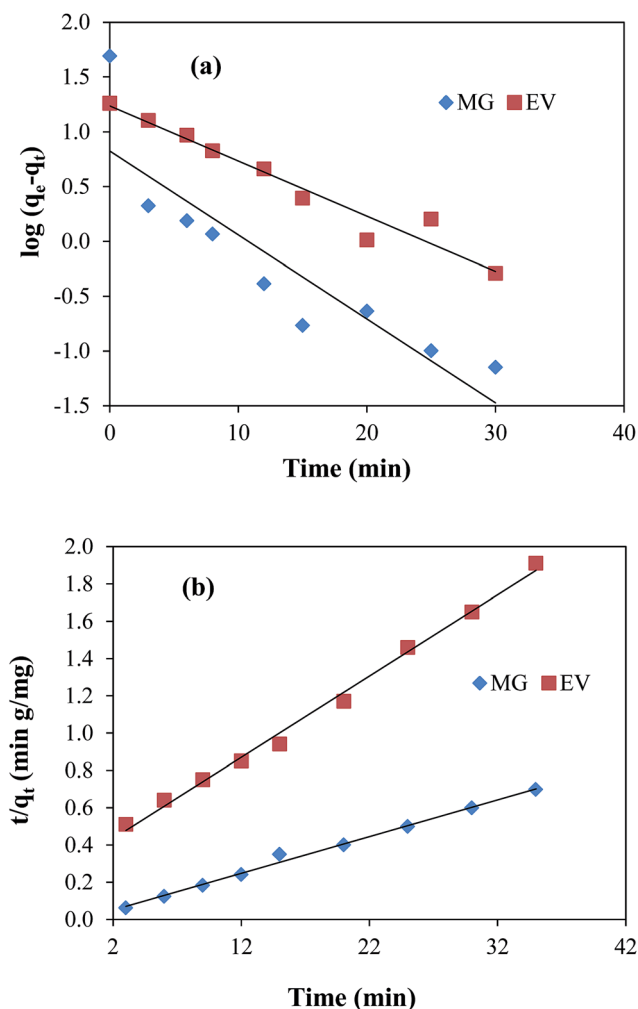 (a)
MG EV
log (qₑ-qₜ)
2.0
1.5
1.0
0.5
0.0
-0.5
-1.0
-1.5
0 10 20 30 40
Time (min)
(b)
MG EV
t/qₜ (min g/mg)
2.0
1.8
1.6
1.4
1.2
1.0
0.8
0.6
0.4
0.2
0.0
2 12 22 32 42
Time (min)